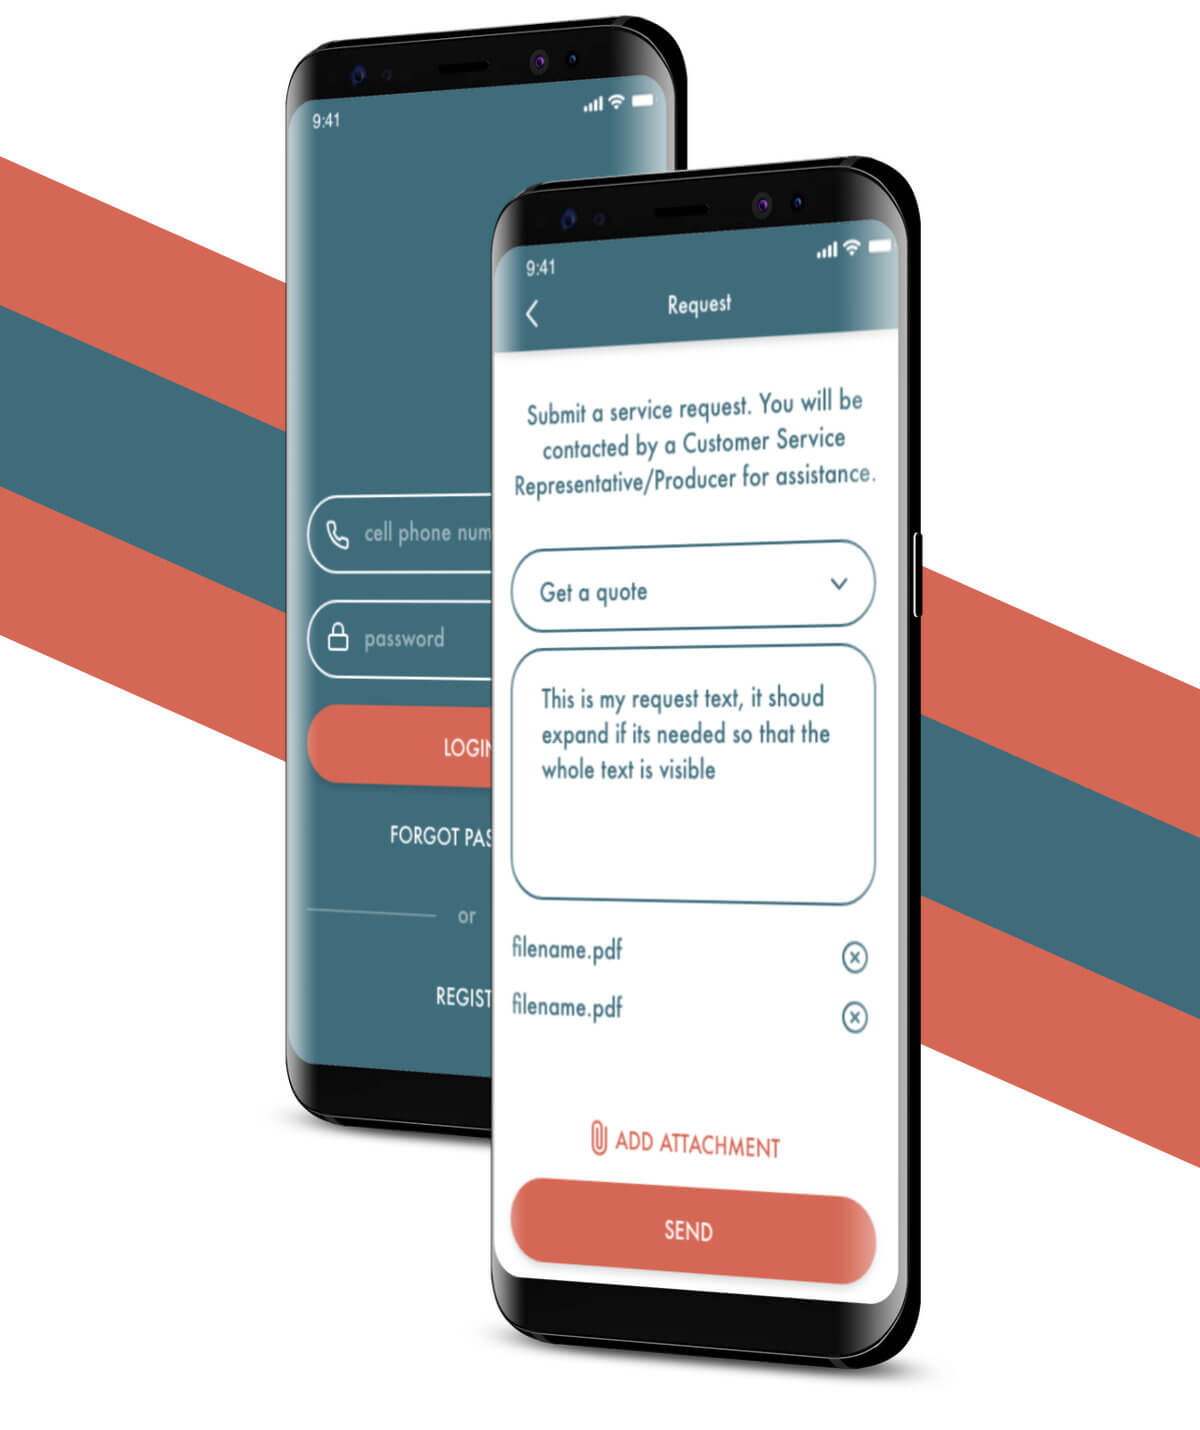 9:41
cell phone num
password
LOGIN
FORGOT PAS
or
REGIST
9:41
Request
Submit a service request. You will be
contacted by a Customer Service
Representative/Producer for assistance.
Get a quote
This is my request text, it shoud
expand if its needed so that the
whole text is visible
filename.pdf
filename.pdf
ADD ATTACHMENT
SEND